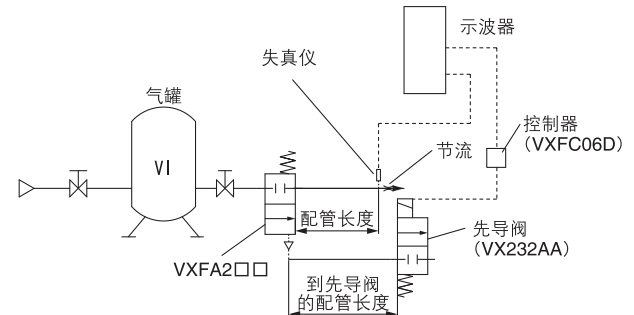 示波器
失真仪
气罐
控制器
(VXFC06D)
节流
VI
配管长度
先导阀
(VX232AA)
VXFA2□□
到先导阀
的配管长度